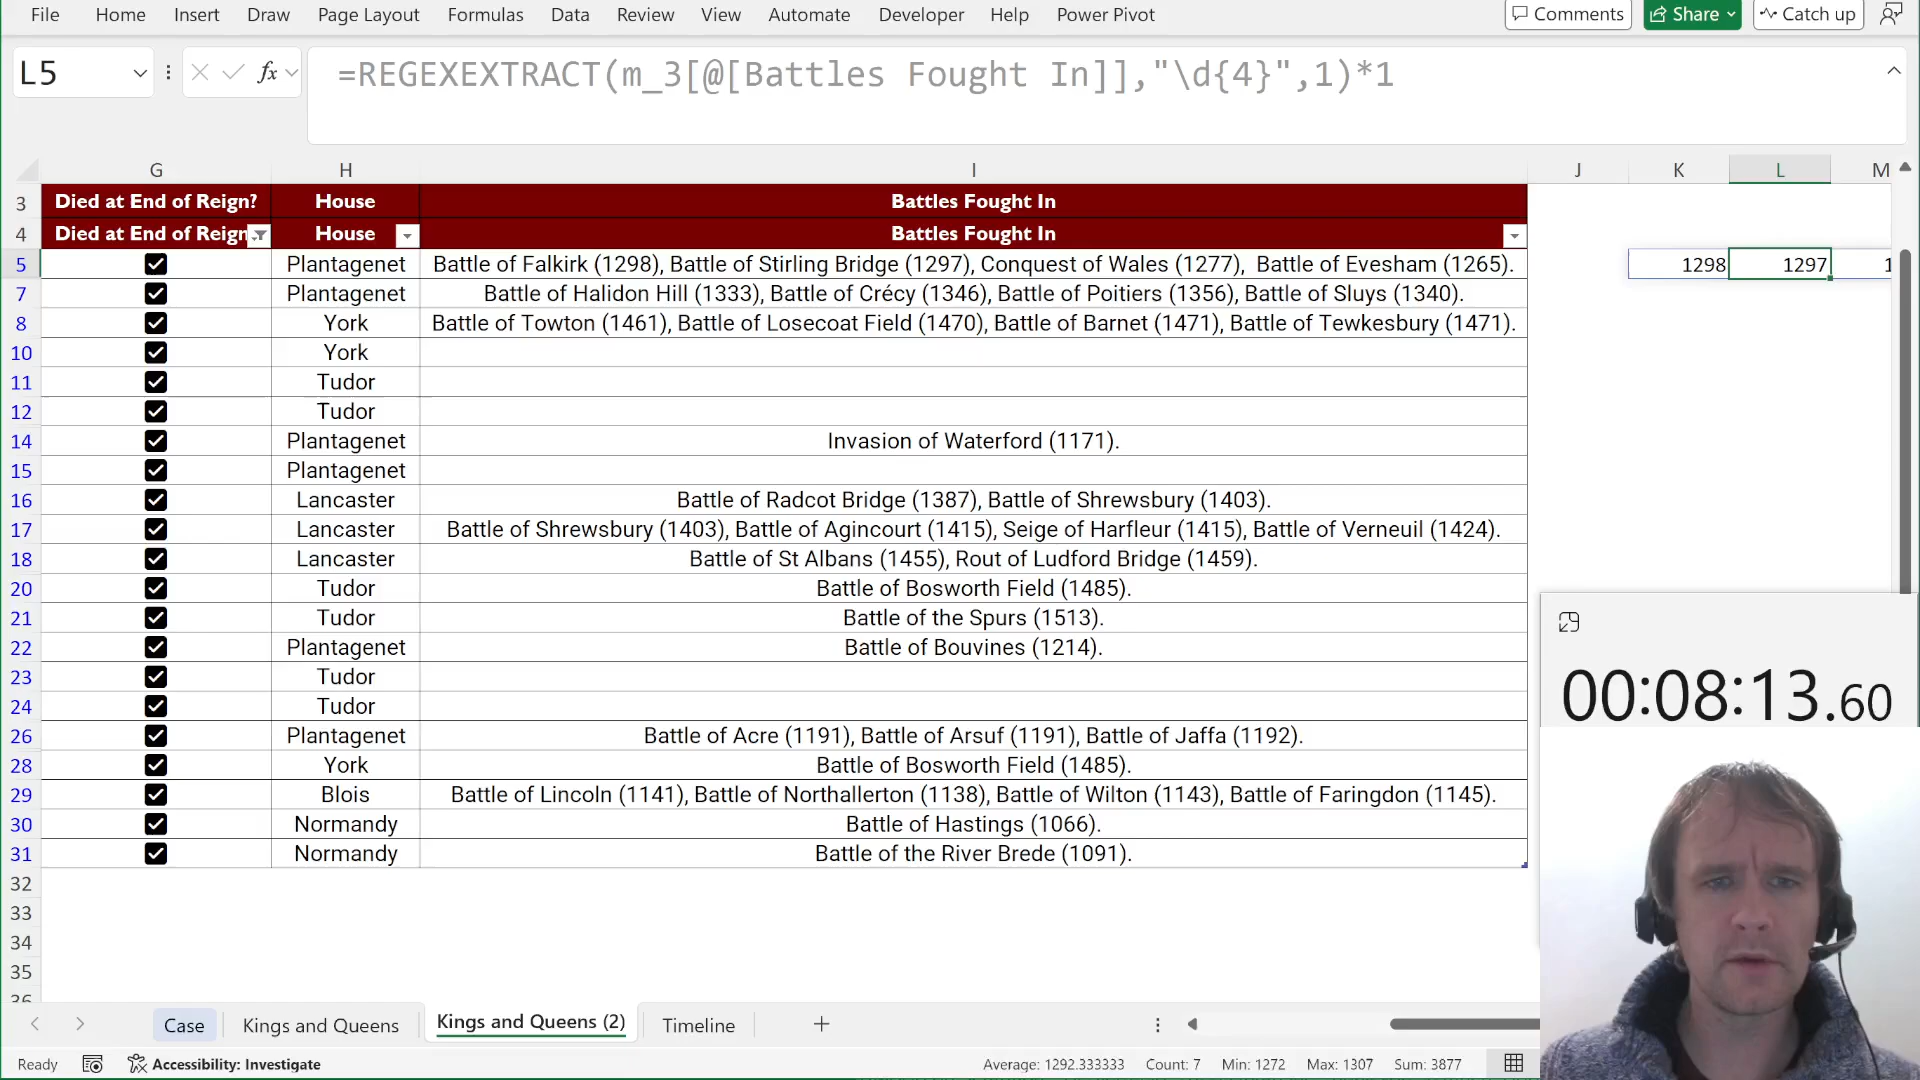 File Home Insert Draw Page Layout Formulas Data Review View Automate Developer Help Power Pivot Comments Share Catch up
L5 fx =REGEXEXTRACT(m_3[@[Battles Fought In]],"\d{4}",1)*1
G H I J K L M
3 Died at End of Reign? House Battles Fought In
4 Died at End of Reign House Battles Fought In
5 Plantagenet Battle of Falkirk (1298), Battle of Stirling Bridge (1297), Conquest of Wales (1277), Battle of Evesham (1265). 1298 1297 1
7 Plantagenet Battle of Halidon Hill (1333), Battle of Crécy (1346), Battle of Poitiers (1356), Battle of Sluys (1340).
8 York Battle of Towton (1461), Battle of Losecoat Field (1470), Battle of Barnet (1471), Battle of Tewkesbury (1471).
10 York
11 Tudor
12 Tudor
14 Plantagenet Invasion of Waterford (1171).
15 Plantagenet
16 Lancaster Battle of Radcot Bridge (1387), Battle of Shrewsbury (1403).
17 Lancaster Battle of Shrewsbury (1403), Battle of Agincourt (1415), Seige of Harfleur (1415), Battle of Verneuil (1424).
18 Lancaster Battle of St Albans (1455), Rout of Ludford Bridge (1459).
20 Tudor Battle of Bosworth Field (1485).
21 Tudor Battle of the Spurs (1513).
22 Plantagenet Battle of Bouvines (1214).
23 Tudor
24 Tudor
26 Plantagenet Battle of Acre (1191), Battle of Arsuf (1191), Battle of Jaffa (1192).
28 York Battle of Bosworth Field (1485).
29 Blois Battle of Lincoln (1141), Battle of Northallerton (1138), Battle of Wilton (1143), Battle of Faringdon (1145).
30 Normandy Battle of Hastings (1066).
31 Normandy Battle of the River Brede (1091).
32
33
34
35
36
00:08:13.60
Case Kings and Queens Kings and Queens (2) Timeline
Ready Accessibility: Investigate Average: 1292.333333 Count: 7 Min: 1272 Max: 1307 Sum: 3877